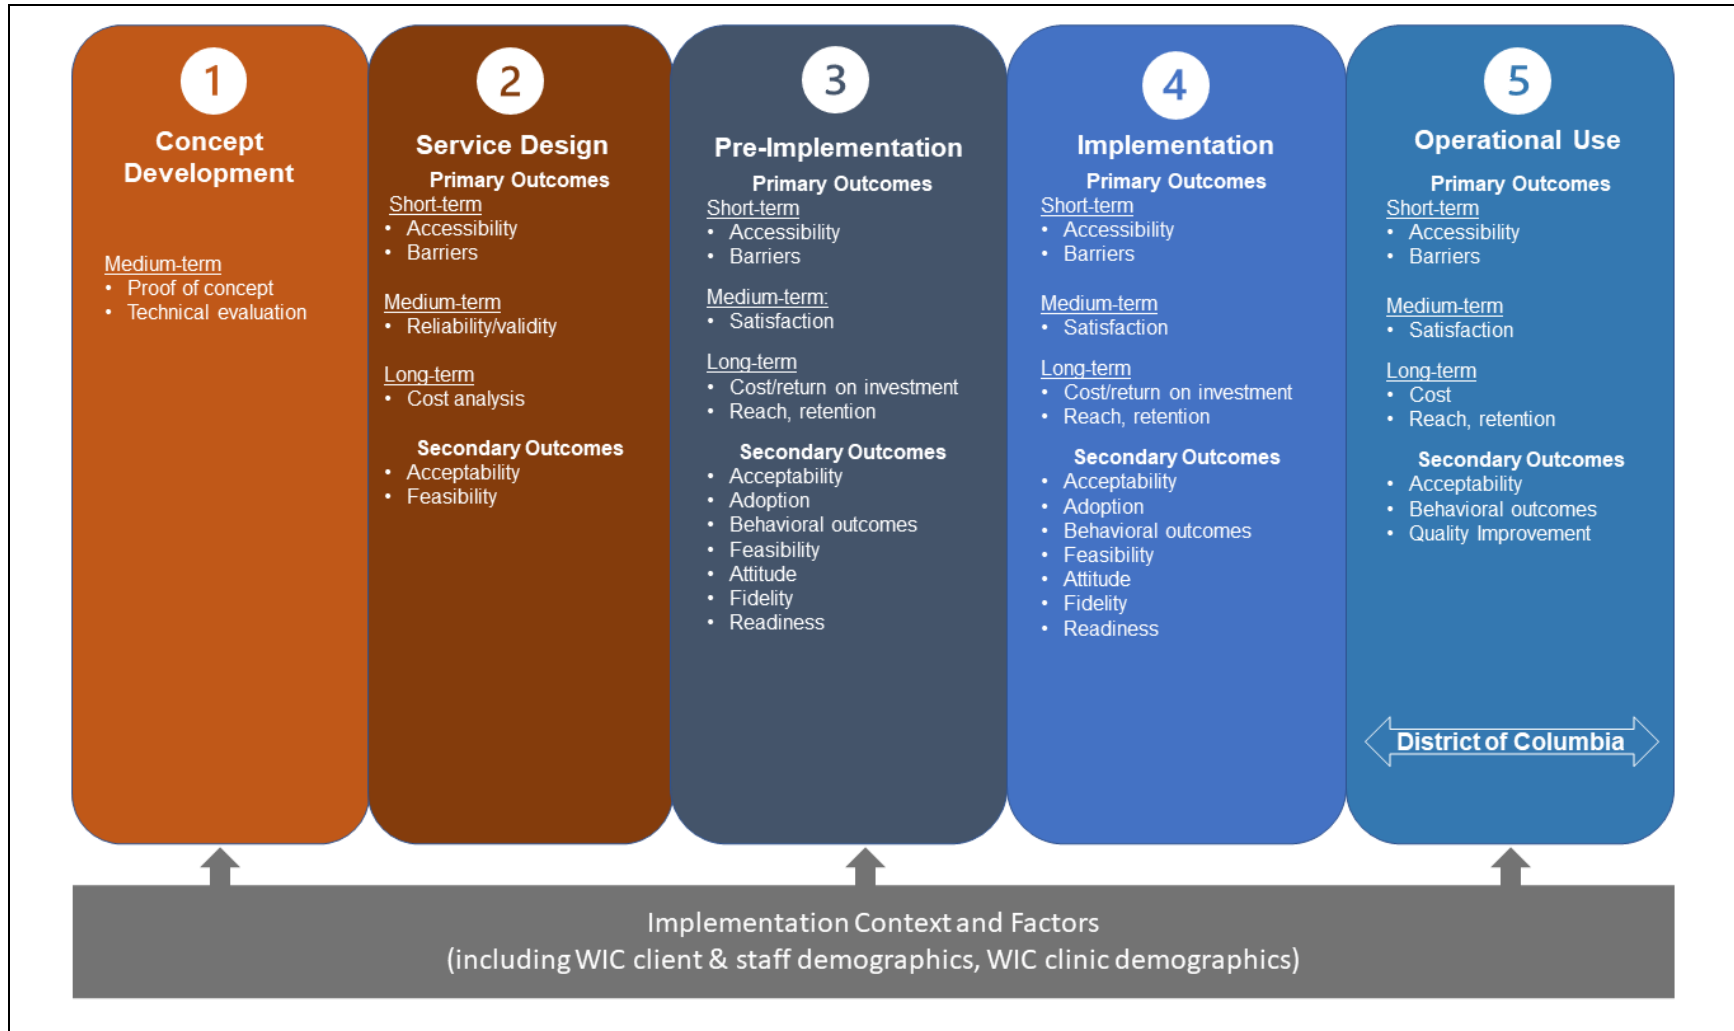 1
Concept
Development
Medium-term
• Proof of concept
• Technical evaluation
2
Service Design
Primary Outcomes
Short-term
• Accessibility
• Barriers
Medium-term
• Reliability/validity
Long-term
• Cost analysis
Secondary Outcomes
• Acceptability
• Feasibility
3
Pre-Implementation
Primary Outcomes
Short-term
• Accessibility
• Barriers
Medium-term:
• Satisfaction
Long-term
• Cost/return on investment
• Reach, retention
Secondary Outcomes
• Acceptability
• Adoption
• Behavioral outcomes
• Feasibility
• Attitude
• Fidelity
• Readiness
4
Implementation
Primary Outcomes
Short-term
• Accessibility
• Barriers
Medium-term
• Satisfaction
Long-term
• Cost/return on investment
• Reach, retention
Secondary Outcomes
• Acceptability
• Adoption
• Behavioral outcomes
• Feasibility
• Attitude
• Fidelity
• Readiness
5
Operational Use
Primary Outcomes
Short-term
• Accessibility
• Barriers
Medium-term
• Satisfaction
Long-term
• Cost
• Reach, retention
Secondary Outcomes
• Acceptability
• Behavioral outcomes
• Quality Improvement
District of Columbia
Implementation Context and Factors
(including WIC client & staff demographics, WIC clinic demographics)